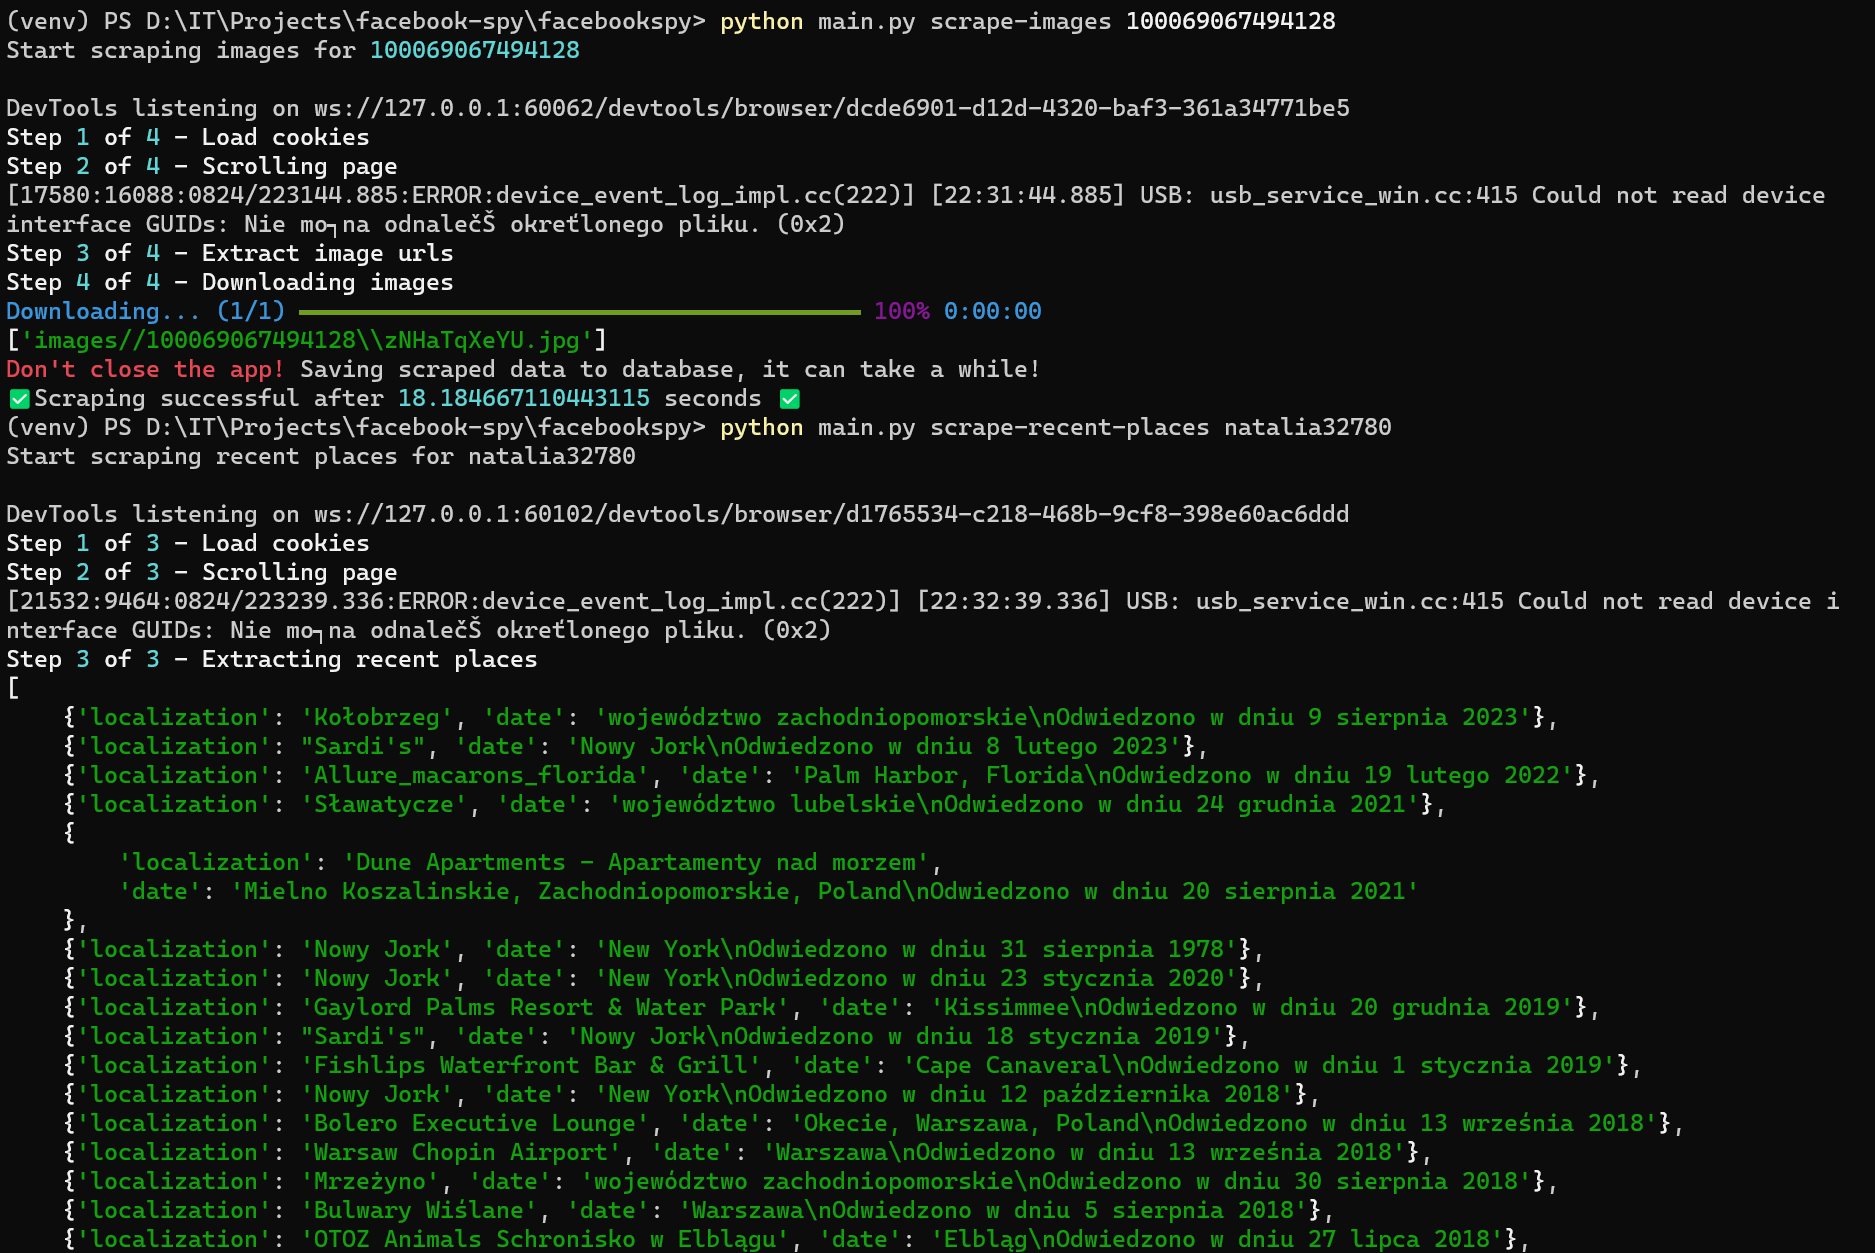 (venv) PS D:\IT\Projects\facebook-spy\facebookspy> python main.py scrape-images 100069067494128
Start scraping images for 100069067494128
DevTools listening on ws://127.0.0.1:60062/devtools/browser/dcde6901-d12d-4320-baf3-361a34771be5
Step 1 of 4 - Load cookies
Step 2 of 4 - Scrolling page
[17580:16088:0824/223144.885:ERROR:device_event_log_impl.cc(222)] [22:31:44.885] USB: usb_service_win.cc:415 Could not read device
interface GUIDs: Nie mo┐na odnalečŠ okreťlonego pliku. (0x2)
Step 3 of 4 - Extract image urls
Step 4 of 4 - Downloading images
Downloading... (1/1) 100% 0:00:00
['images//100069067494128\\zNHaTqXeYU.jpg']
Don't close the app! Saving scraped data to database, it can take a while!
✅Scraping successful after 18.184667110443115 seconds ✅
(venv) PS D:\IT\Projects\facebook-spy\facebookspy> python main.py scrape-recent-places natalia32780
Start scraping recent places for natalia32780
DevTools listening on ws://127.0.0.1:60102/devtools/browser/d1765534-c218-468b-9cf8-398e60ac6ddd
Step 1 of 3 - Load cookies
Step 2 of 3 - Scrolling page
[21532:9464:0824/223239.336:ERROR:device_event_log_impl.cc(222)] [22:32:39.336] USB: usb_service_win.cc:415 Could not read device i
nterface GUIDs: Nie mo┐na odnalečŠ okreťlonego pliku. (0x2)
Step 3 of 3 - Extracting recent places
[
    {'localization': 'Kołobrzeg', 'date': 'województwo zachodniopomorskie\nOdwiedzono w dniu 9 sierpnia 2023'},
    {'localization': "Sardi's", 'date': 'Nowy Jork\nOdwiedzono w dniu 8 lutego 2023'},
    {'localization': 'Allure_macarons_florida', 'date': 'Palm Harbor, Florida\nOdwiedzono w dniu 19 lutego 2022'},
    {'localization': 'Sławatycze', 'date': 'województwo lubelskie\nOdwiedzono w dniu 24 grudnia 2021'},
    {
        'localization': 'Dune Apartments - Apartamenty nad morzem',
        'date': 'Mielno Koszalinskie, Zachodniopomorskie, Poland\nOdwiedzono w dniu 20 sierpnia 2021'
    },
    {'localization': 'Nowy Jork', 'date': 'New York\nOdwiedzono w dniu 31 sierpnia 1978'},
    {'localization': 'Nowy Jork', 'date': 'New York\nOdwiedzono w dniu 23 stycznia 2020'},
    {'localization': 'Gaylord Palms Resort & Water Park', 'date': 'Kissimmee\nOdwiedzono w dniu 20 grudnia 2019'},
    {'localization': "Sardi's", 'date': 'Nowy Jork\nOdwiedzono w dniu 18 stycznia 2019'},
    {'localization': 'Fishlips Waterfront Bar & Grill', 'date': 'Cape Canaveral\nOdwiedzono w dniu 1 stycznia 2019'},
    {'localization': 'Nowy Jork', 'date': 'New York\nOdwiedzono w dniu 12 października 2018'},
    {'localization': 'Bolero Executive Lounge', 'date': 'Okecie, Warszawa, Poland\nOdwiedzono w dniu 13 września 2018'},
    {'localization': 'Warsaw Chopin Airport', 'date': 'Warszawa\nOdwiedzono w dniu 13 września 2018'},
    {'localization': 'Mrzeżyno', 'date': 'województwo zachodniopomorskie\nOdwiedzono w dniu 30 sierpnia 2018'},
    {'localization': 'Bulwary Wiślane', 'date': 'Warszawa\nOdwiedzono w dniu 5 sierpnia 2018'},
    {'localization': 'OTOZ Animals Schronisko w Elblągu', 'date': 'Elbląg\nOdwiedzono w dniu 27 lipca 2018'},